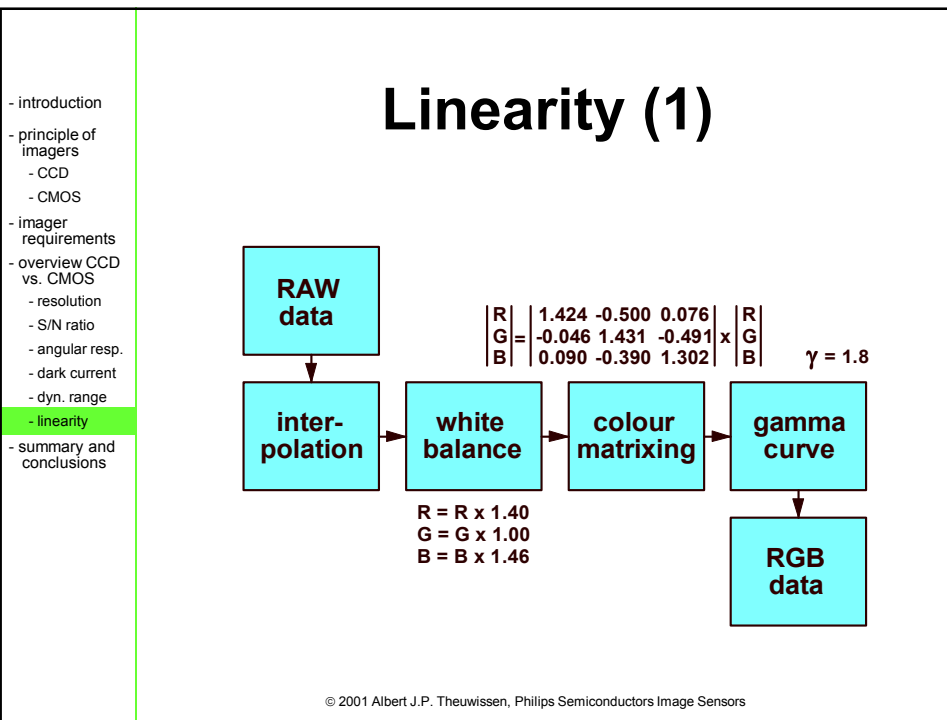 - introduction
- principle of
imagers
- CCD
- CMOS
- imager
requirements
- overview CCD
vs. CMOS
- resolution
- S/N ratio
- angular resp.
- dark current
- dyn. range
- linearity
- summary and
conclusions
Linearity (1)
RAW
data
|R| |1.424 -0.500 0.076| |R|
|G|=|-0.046 1.431 -0.491|x|G|
|B| |0.090 -0.390 1.302| |B|
γ = 1.8
inter-
polation
white
balance
colour
matrixing
gamma
curve
R = R x 1.40
G = G x 1.00
B = B x 1.46
RGB
data
© 2001 Albert J.P. Theuwissen, Philips Semiconductors Image Sensors